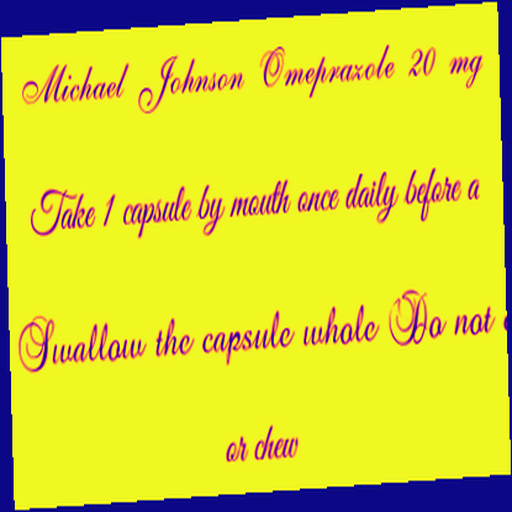 Michael Johnson Omeprazole 20 mg
Take 1 capsule by mouth once daily before a
Swallow the capsule whole Do not
or chew